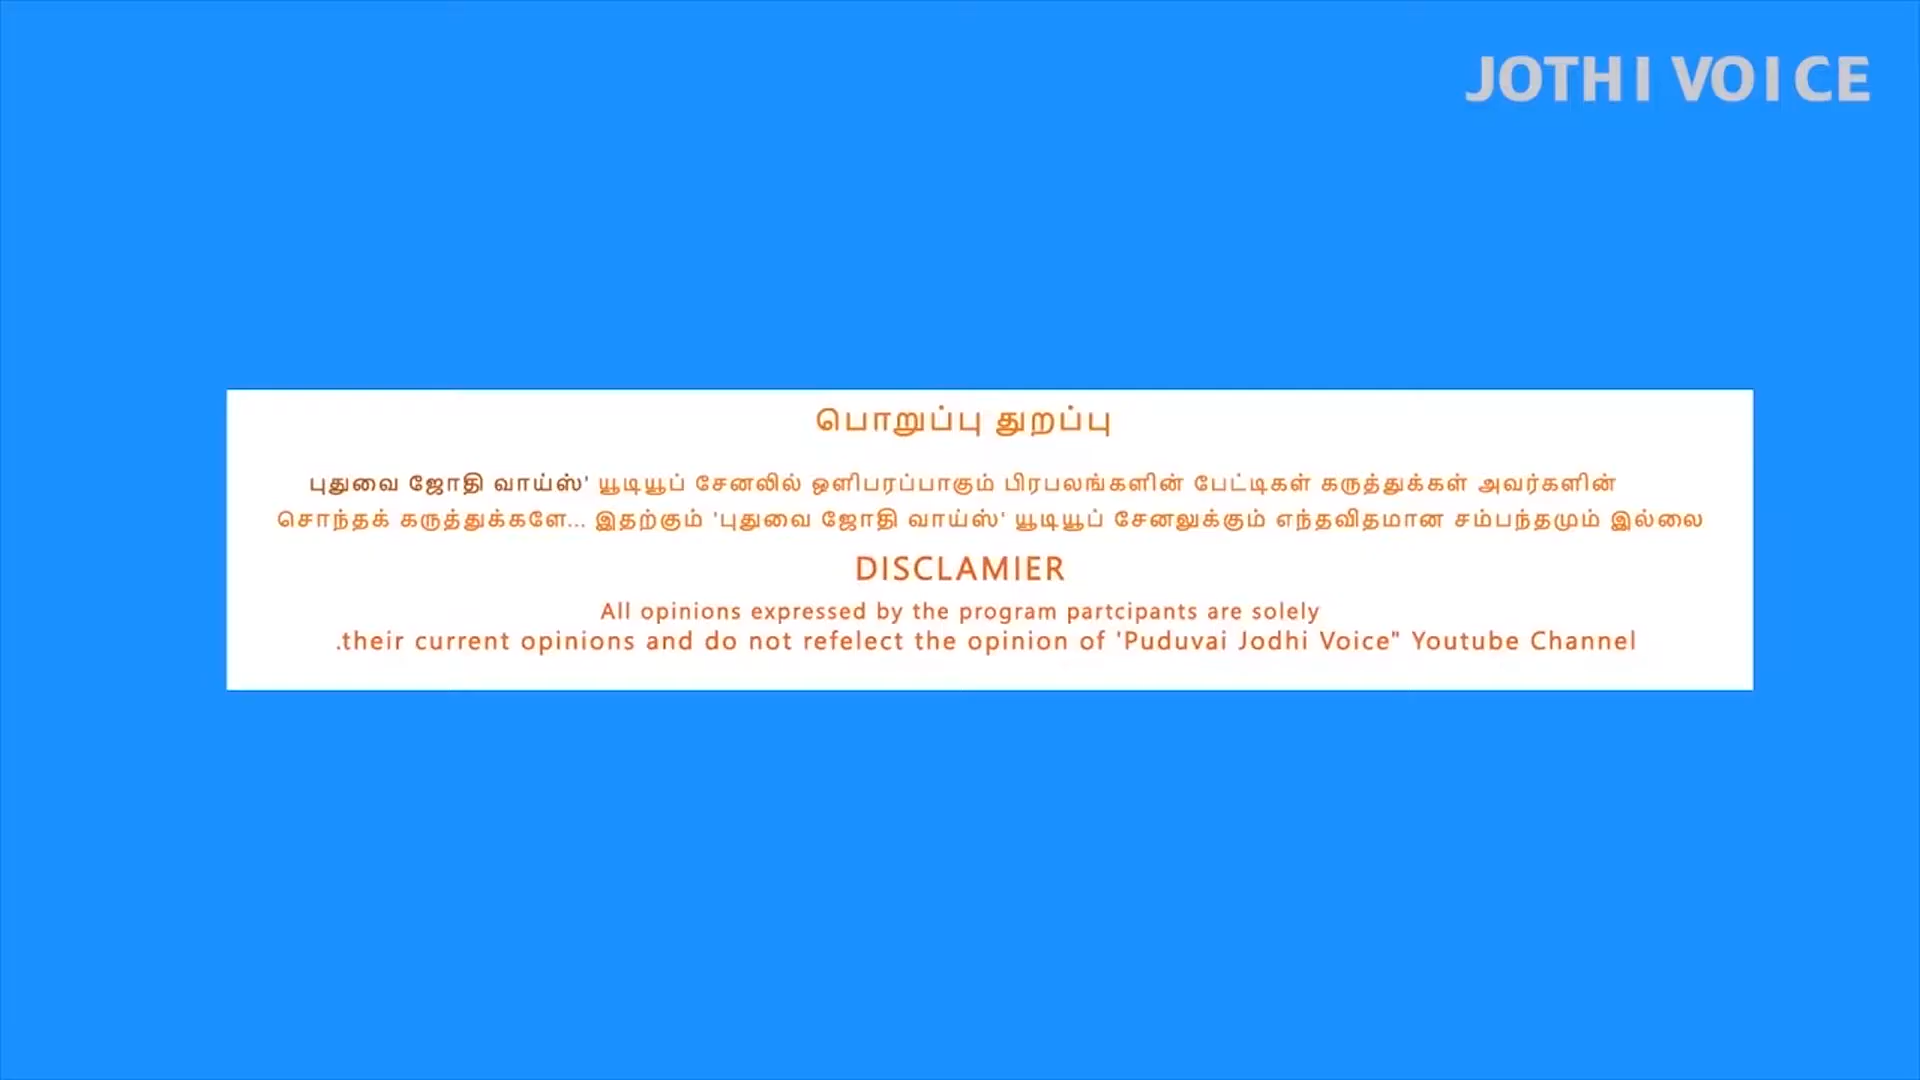 JOTHI VOICE
பொறுப்பு துறப்பு
புதுவை ஜோதி வாய்ஸ்' யூடியூப் சேனலில் ஒளிபரப்பாகும் பிரபலங்களின் பேட்டிகள் கருத்துக்கள் அவர்களின்
சொந்தக் கருத்துக்களே... இதற்கும் 'புதுவை ஜோதி வாய்ஸ்' யூடியூப் சேனலுக்கும் எந்தவிதமான சம்பந்தமும் இல்லை
DISCLAMIER
All opinions expressed by the program partcipants are solely
.their current opinions and do not refelect the opinion of 'Puduvai Jodhi Voice" Youtube Channel